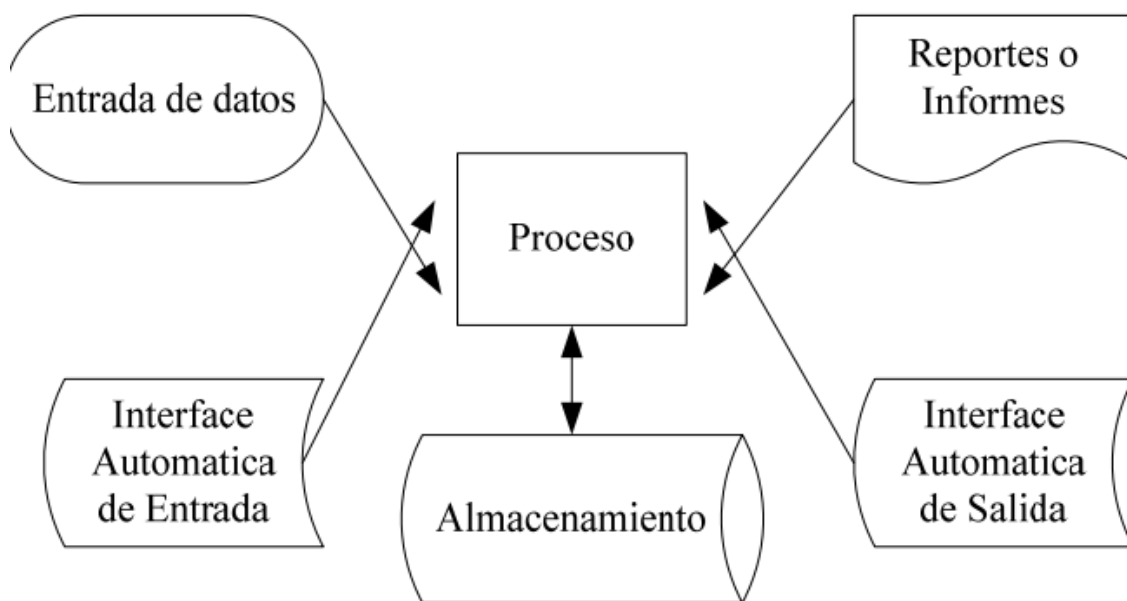 Entrada de datos
Reportes o
Informes
Proceso
Interface
Automatica
de Entrada
Almacenamiento
Interface
Automatica
de Salida